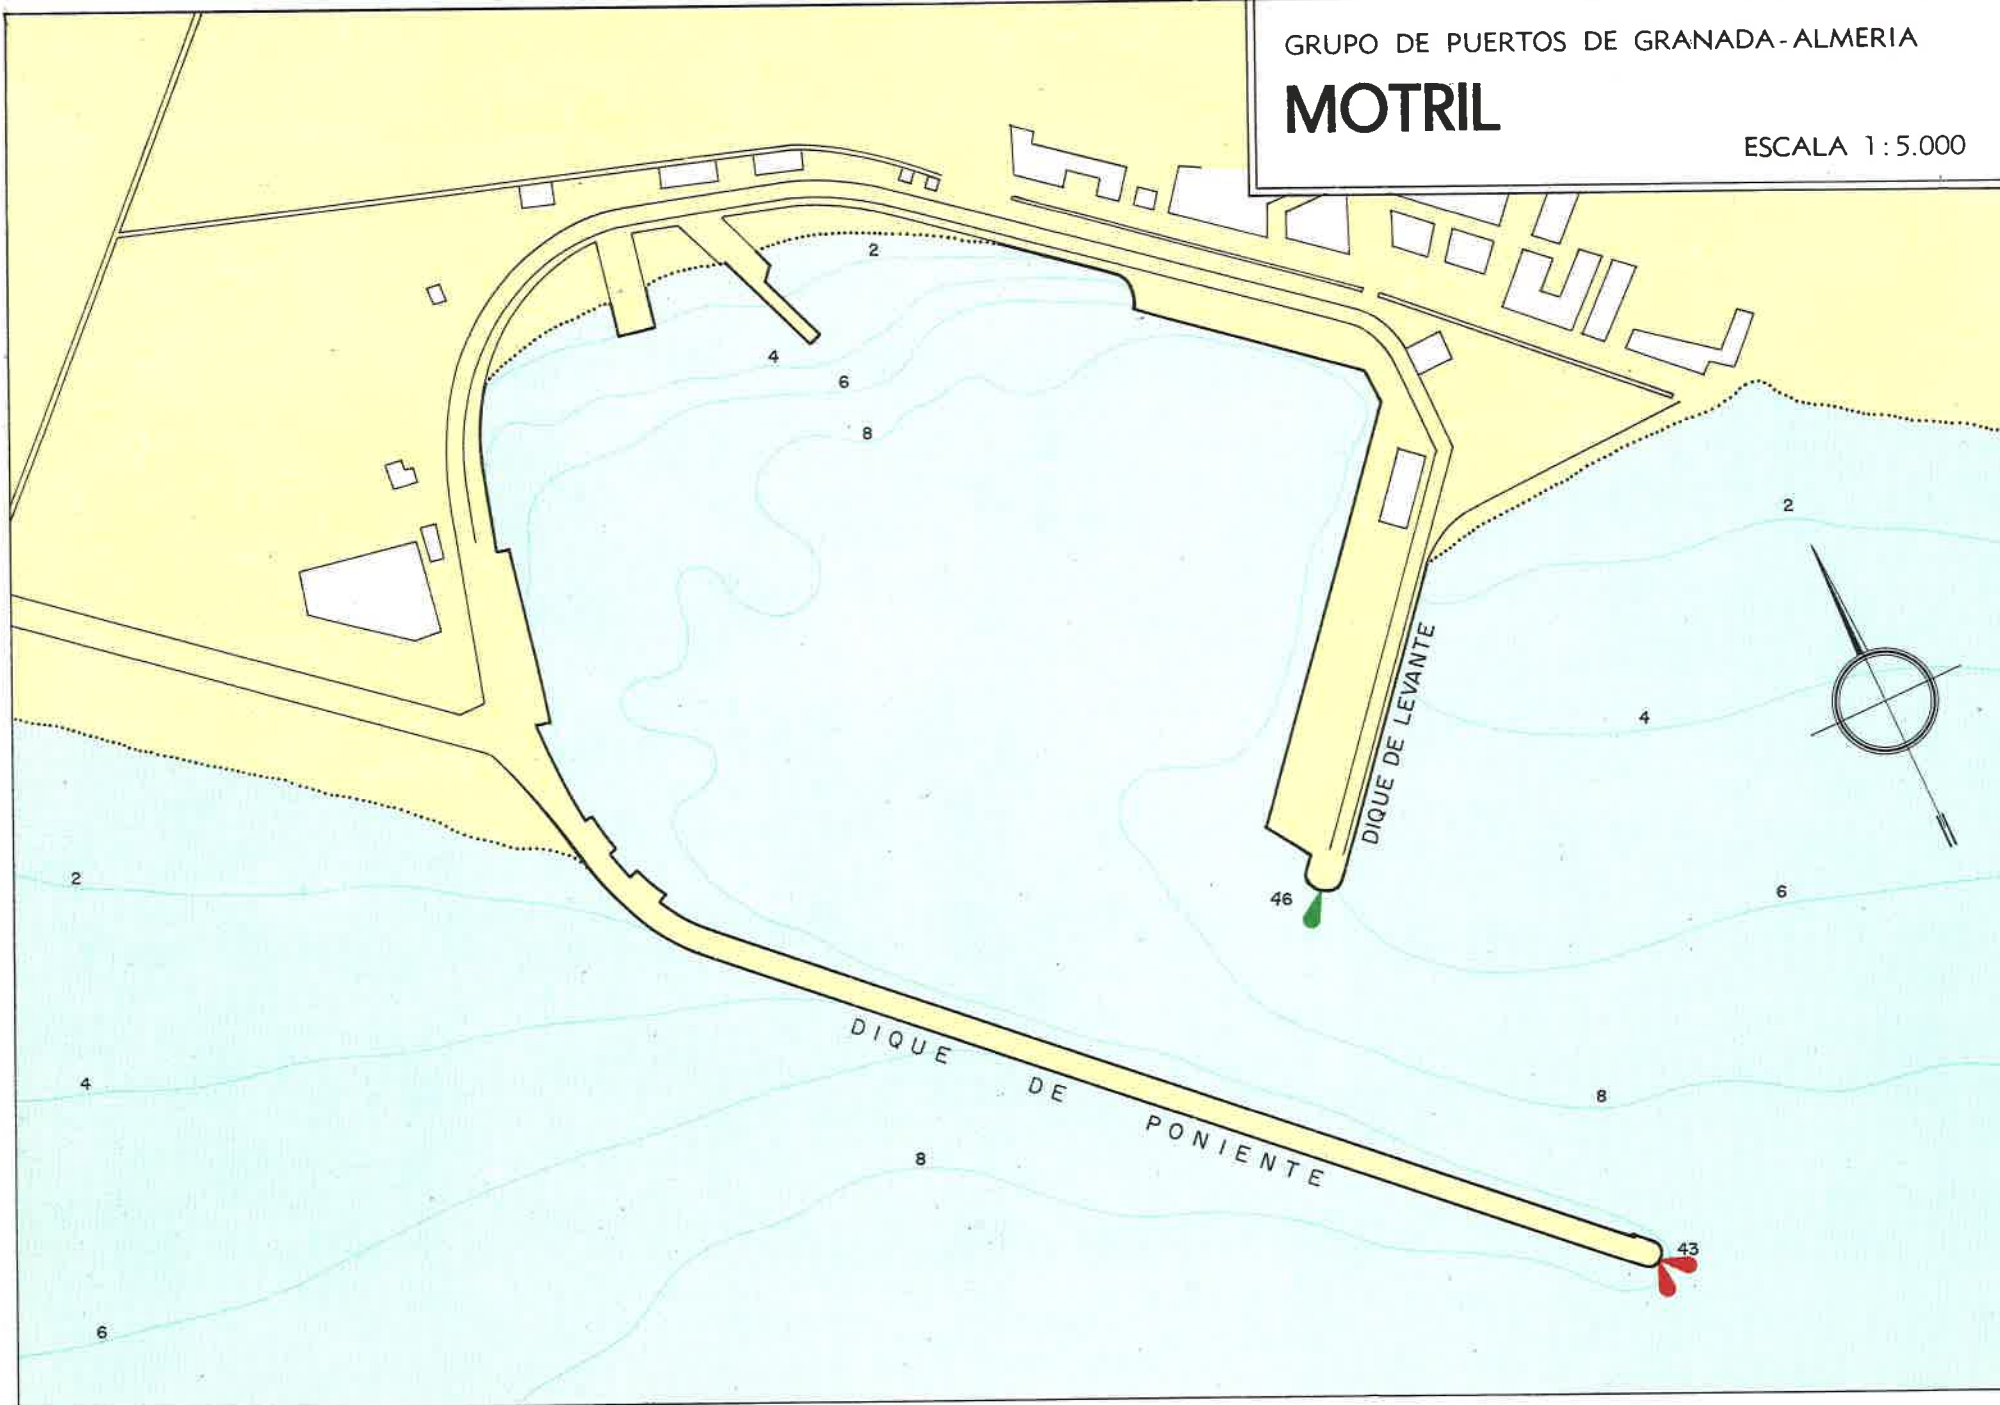 GRUPO DE PUERTOS DE GRANADA-ALMERIA
MOTRIL
ESCALA 1:5.000
2
4
6
8
2
4
DIQUE DE LEVANTE
46
6
2
4
8
DIQUE DE PONIENTE
8
43
6